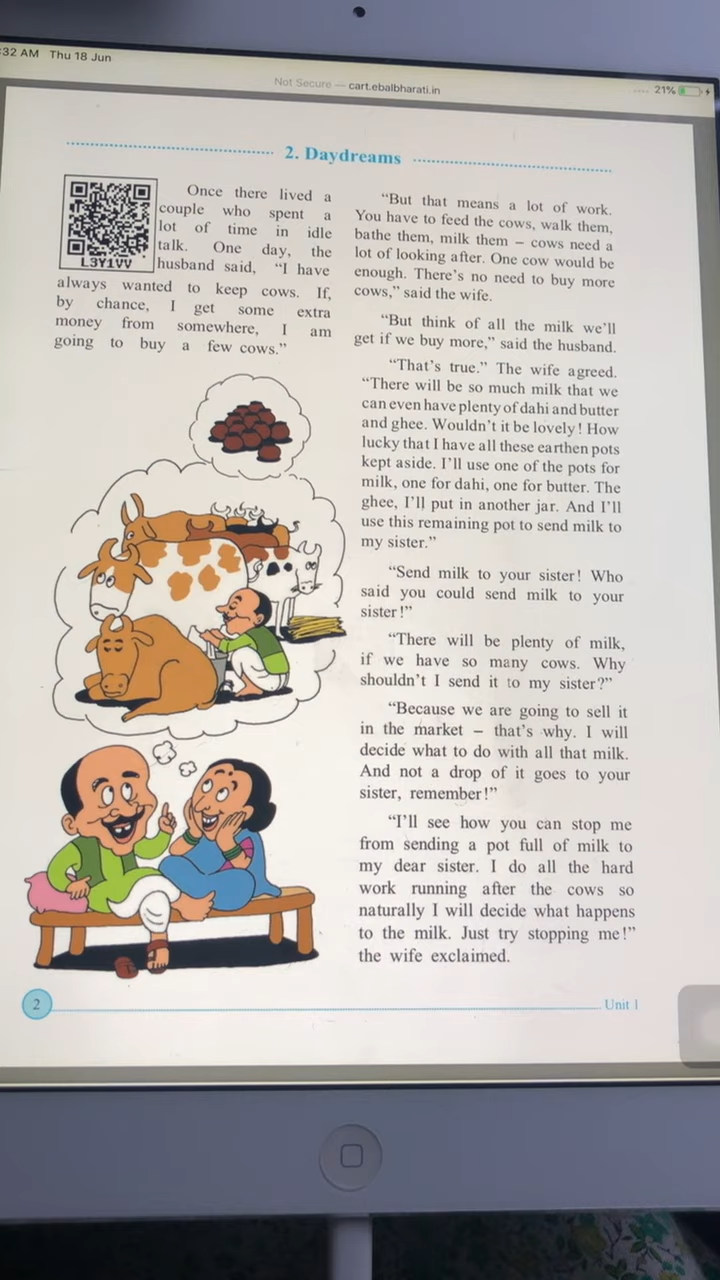 :32 AM Thu 18 Jun
Not Secure — cart.ebalbharati.in
21%
2. Daydreams
L3Y1VV
Once there lived a
couple who spent a
lot of time in idle
talk. One day, the
husband said, “I have
always wanted to keep cows. If,
by chance, I get some extra
money from somewhere, I am
going to buy a few cows.”
“But that means a lot of work.
You have to feed the cows, walk them,
bathe them, milk them – cows need a
lot of looking after. One cow would be
enough. There’s no need to buy more
cows,” said the wife.
“But think of all the milk we’ll
get if we buy more,” said the husband.
“That’s true.” The wife agreed.
“There will be so much milk that we
can even have plenty of dahi and butter
and ghee. Wouldn’t it be lovely! How
lucky that I have all these earthen pots
kept aside. I’ll use one of the pots for
milk, one for dahi, one for butter. The
ghee, I’ll put in another jar. And I’ll
use this remaining pot to send milk to
my sister.”
“Send milk to your sister! Who
said you could send milk to your
sister!”
“There will be plenty of milk,
if we have so many cows. Why
shouldn’t I send it to my sister?”
“Because we are going to sell it
in the market – that’s why. I will
decide what to do with all that milk.
And not a drop of it goes to your
sister, remember!”
“I’ll see how you can stop me
from sending a pot full of milk to
my dear sister. I do all the hard
work running after the cows so
naturally I will decide what happens
to the milk. Just try stopping me!”
the wife exclaimed.
2
Unit I